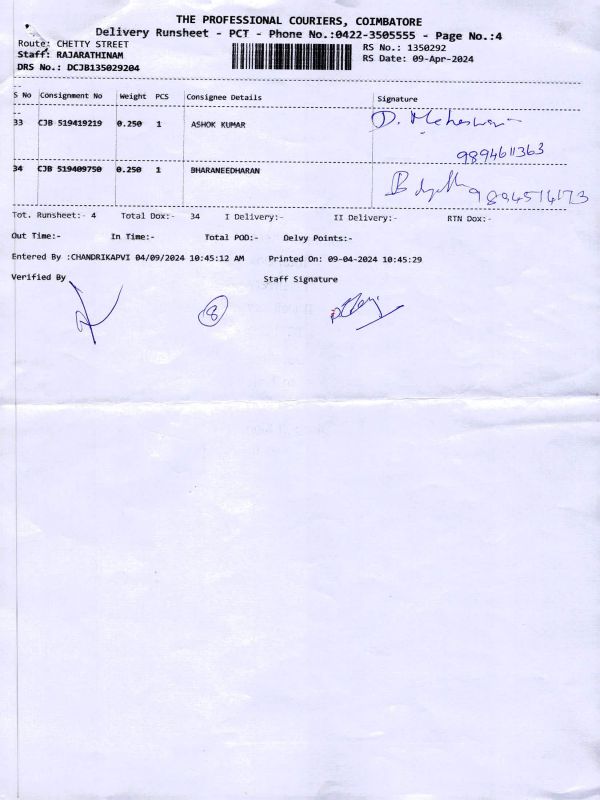 THE PROFESSIONAL COURIERS, COIMBATORE
Delivery Runsheet - PCT - Phone No.:0422-3505555 - Page No.:4
Route: CHETTY STREET
RS No.: 1350292
Staff: RAJARATHINAM
RS Date: 09-Apr-2024
DRS No.: DCJB135029204
S No Consignment No Weight PCS Consignee Details Signature
33 CJB 519419219 0.250 1 ASHOK KUMAR D. Maheswari
9894611363
34 CJB 519409750 0.250 1 BHARANEEDHARAN
Tot. Runsheet:- 4 Total Dox:- 34 I Delivery:- II Delivery:- RTN Dox:-
Out Time:- In Time:- Total POD:- Delvy Points:-
Entered By :CHANDRIKAPVI 04/09/2024 10:45:12 AM Printed On: 09-04-2024 10:45:29
Verified By Staff Signature
18